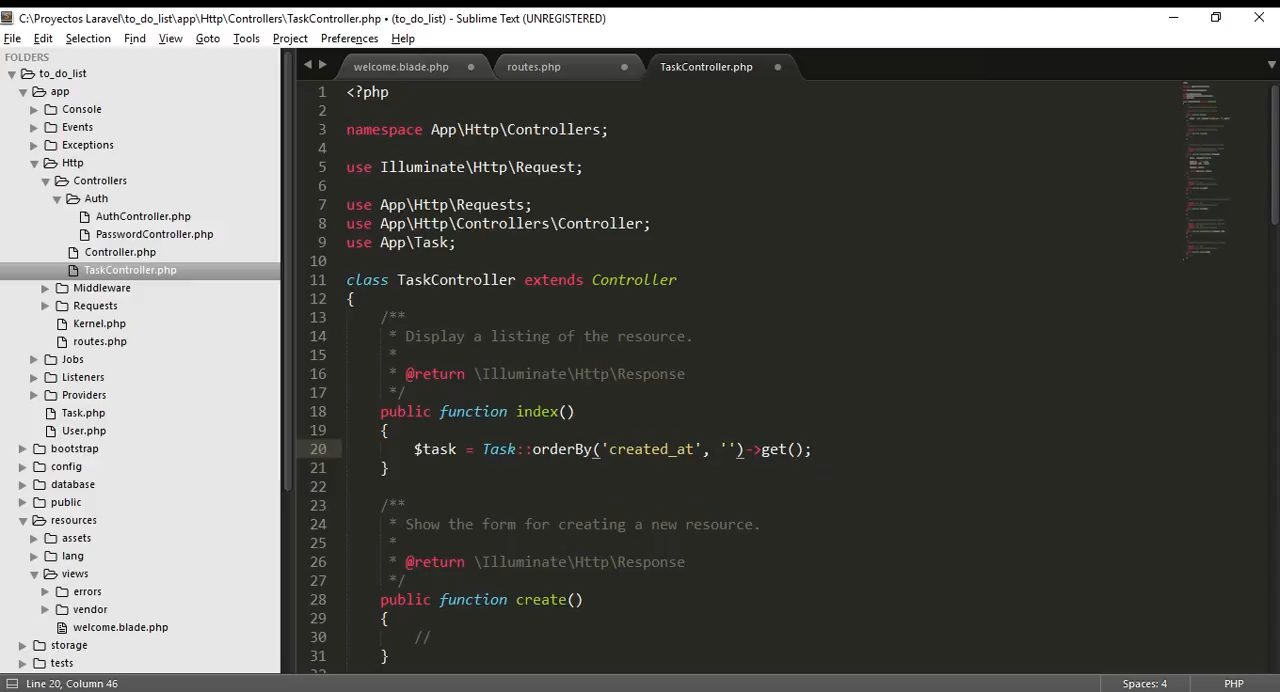 C:\Proyectos Laravel\to_do_list\app\Http\Controllers\TaskController.php • (to_do_list) - Sublime Text (UNREGISTERED)
File Edit Selection Find View Goto Tools Project Preferences Help
FOLDERS
to_do_list
app
Console
Events
Exceptions
Http
Controllers
Auth
AuthController.php
PasswordController.php
Controller.php
TaskController.php
Middleware
Requests
Kernel.php
routes.php
Jobs
Listeners
Providers
Task.php
User.php
bootstrap
config
database
public
resources
assets
lang
views
errors
vendor
welcome.blade.php
storage
tests
welcome.blade.php routes.php TaskController.php
1 <?php
2
3 namespace App\Http\Controllers;
4
5 use Illuminate\Http\Request;
6
7 use App\Http\Requests;
8 use App\Http\Controllers\Controller;
9 use App\Task;
10
11 class TaskController extends Controller
12 {
13 /**
14 * Display a listing of the resource.
15 *
16 * @return \Illuminate\Http\Response
17 */
18 public function index()
19 {
20 $task = Task::orderBy('created_at', '')->get();
21 }
22
23 /**
24 * Show the form for creating a new resource.
25 *
26 * @return \Illuminate\Http\Response
27 */
28 public function create()
29 {
30 //
31 }
Line 20, Column 46 Spaces: 4 PHP